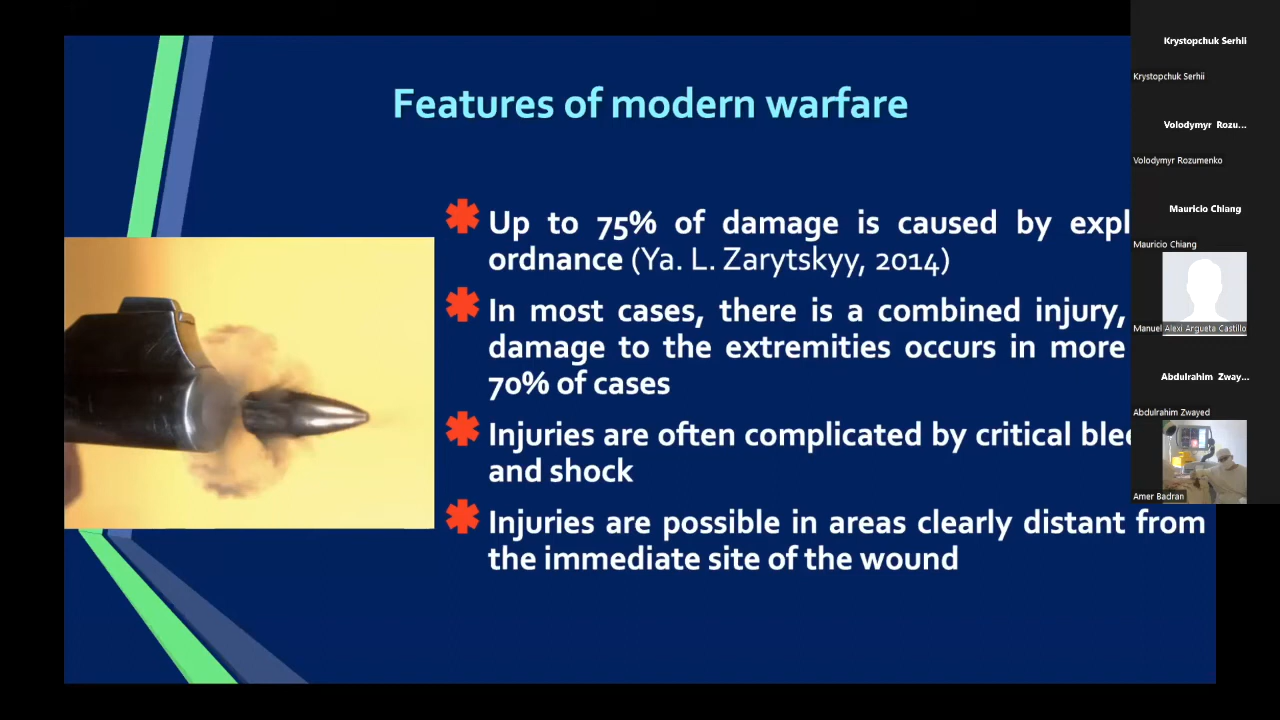 Features of modern warfare
Up to 75% of damage is caused by
ordnance (Ya. L. Zarytskyy, 2014)
In most cases, there is a combined injury,
damage to the extremities occurs in more
70% of cases
Injuries are often complicated by critical
and shock
Injuries are possible in areas clearly distant from
the immediate site of the wound
Krystopchuk Serhii
Krystopchuk Serhii
Volodymyr Rozu...
Volodymyr Rozumenko
Mauricio Chiang
Mauricio Chiang
Manuel Alexi Argueta Castillo
Abdulrahim Zway...
Abdulrahim Zwayed
Amer Badran